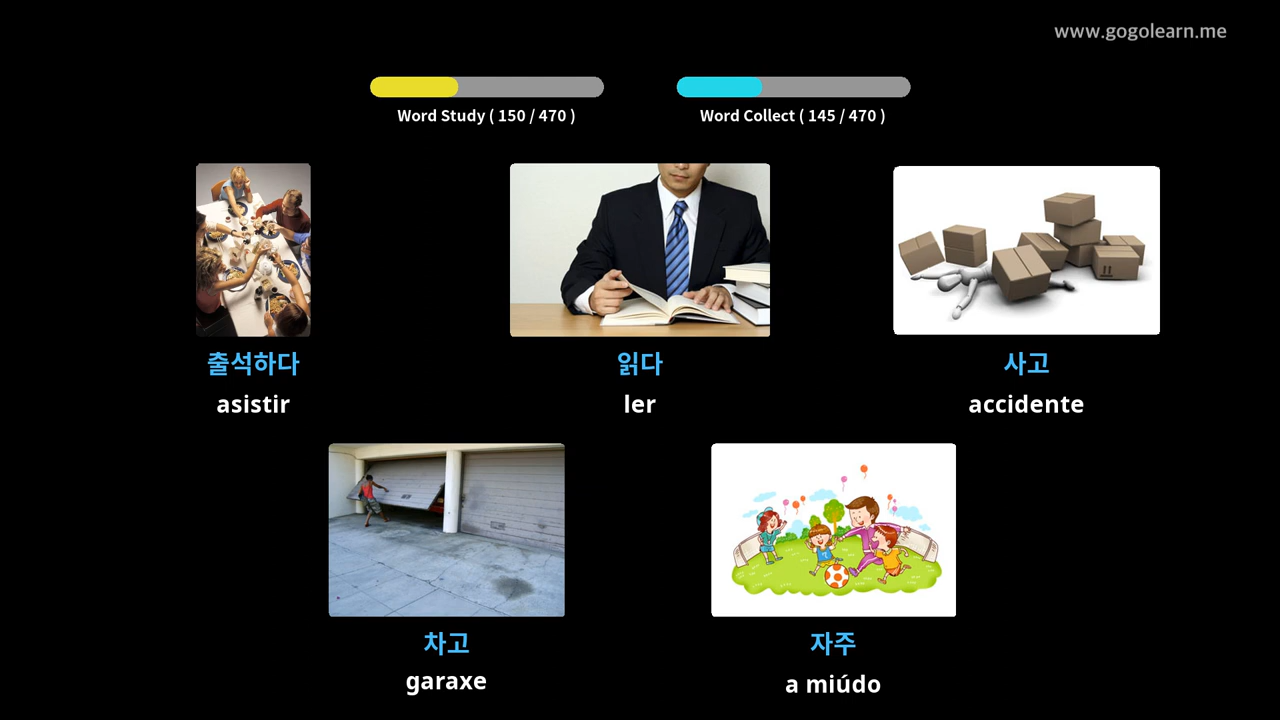 www.gogolearn.me
Word Study ( 150 / 470 )
Word Collect ( 145 / 470 )
출석하다
asistir
읽다
ler
사고
accidente
차고
garaxe
자주
a miúdo